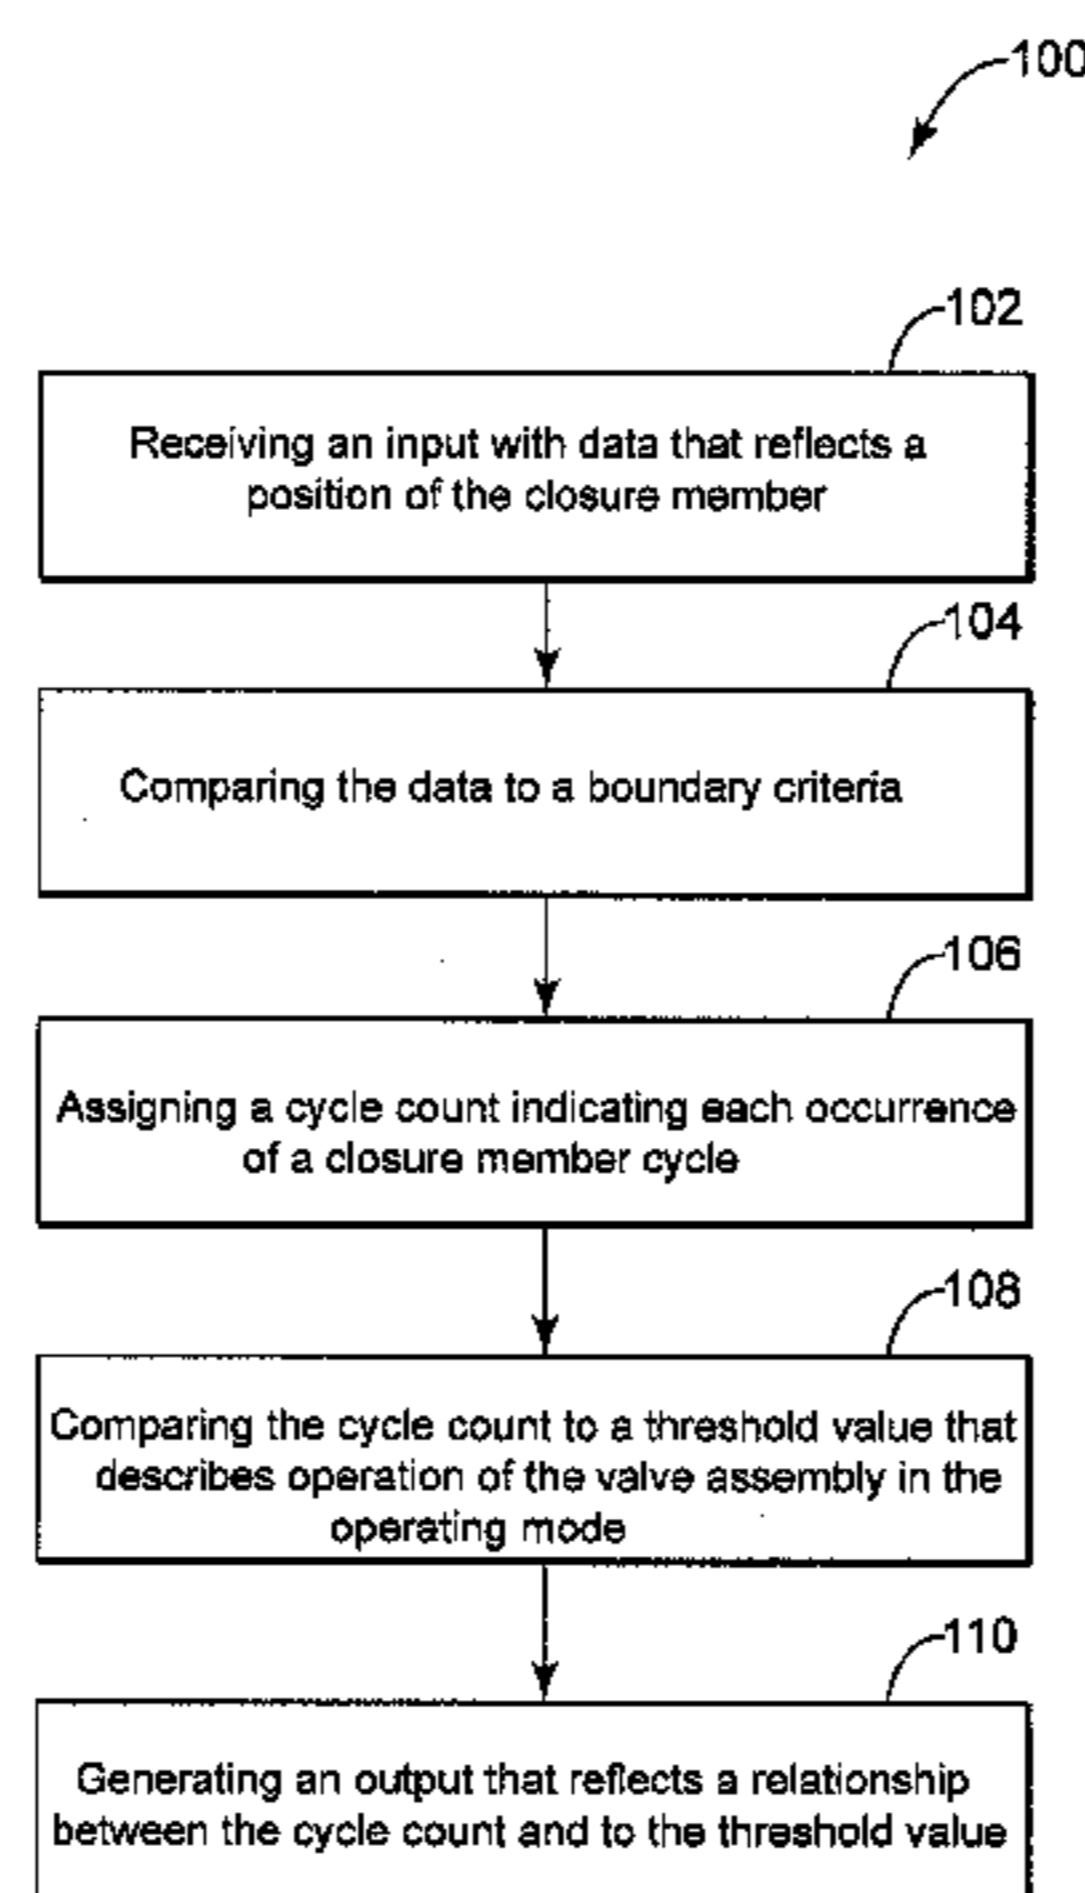 100
102
Receiving an input with data that reflects a
position of the closure member
104
Comparing the data to a boundary criteria
106
Assigning a cycle count indicating each occurrence
of a closure member cycle
108
Comparing the cycle count to a threshold value that
describes operation of the valve assembly in the
operating mode
110
Generating an output that reflects a relationship
between the cycle count and to the threshold value